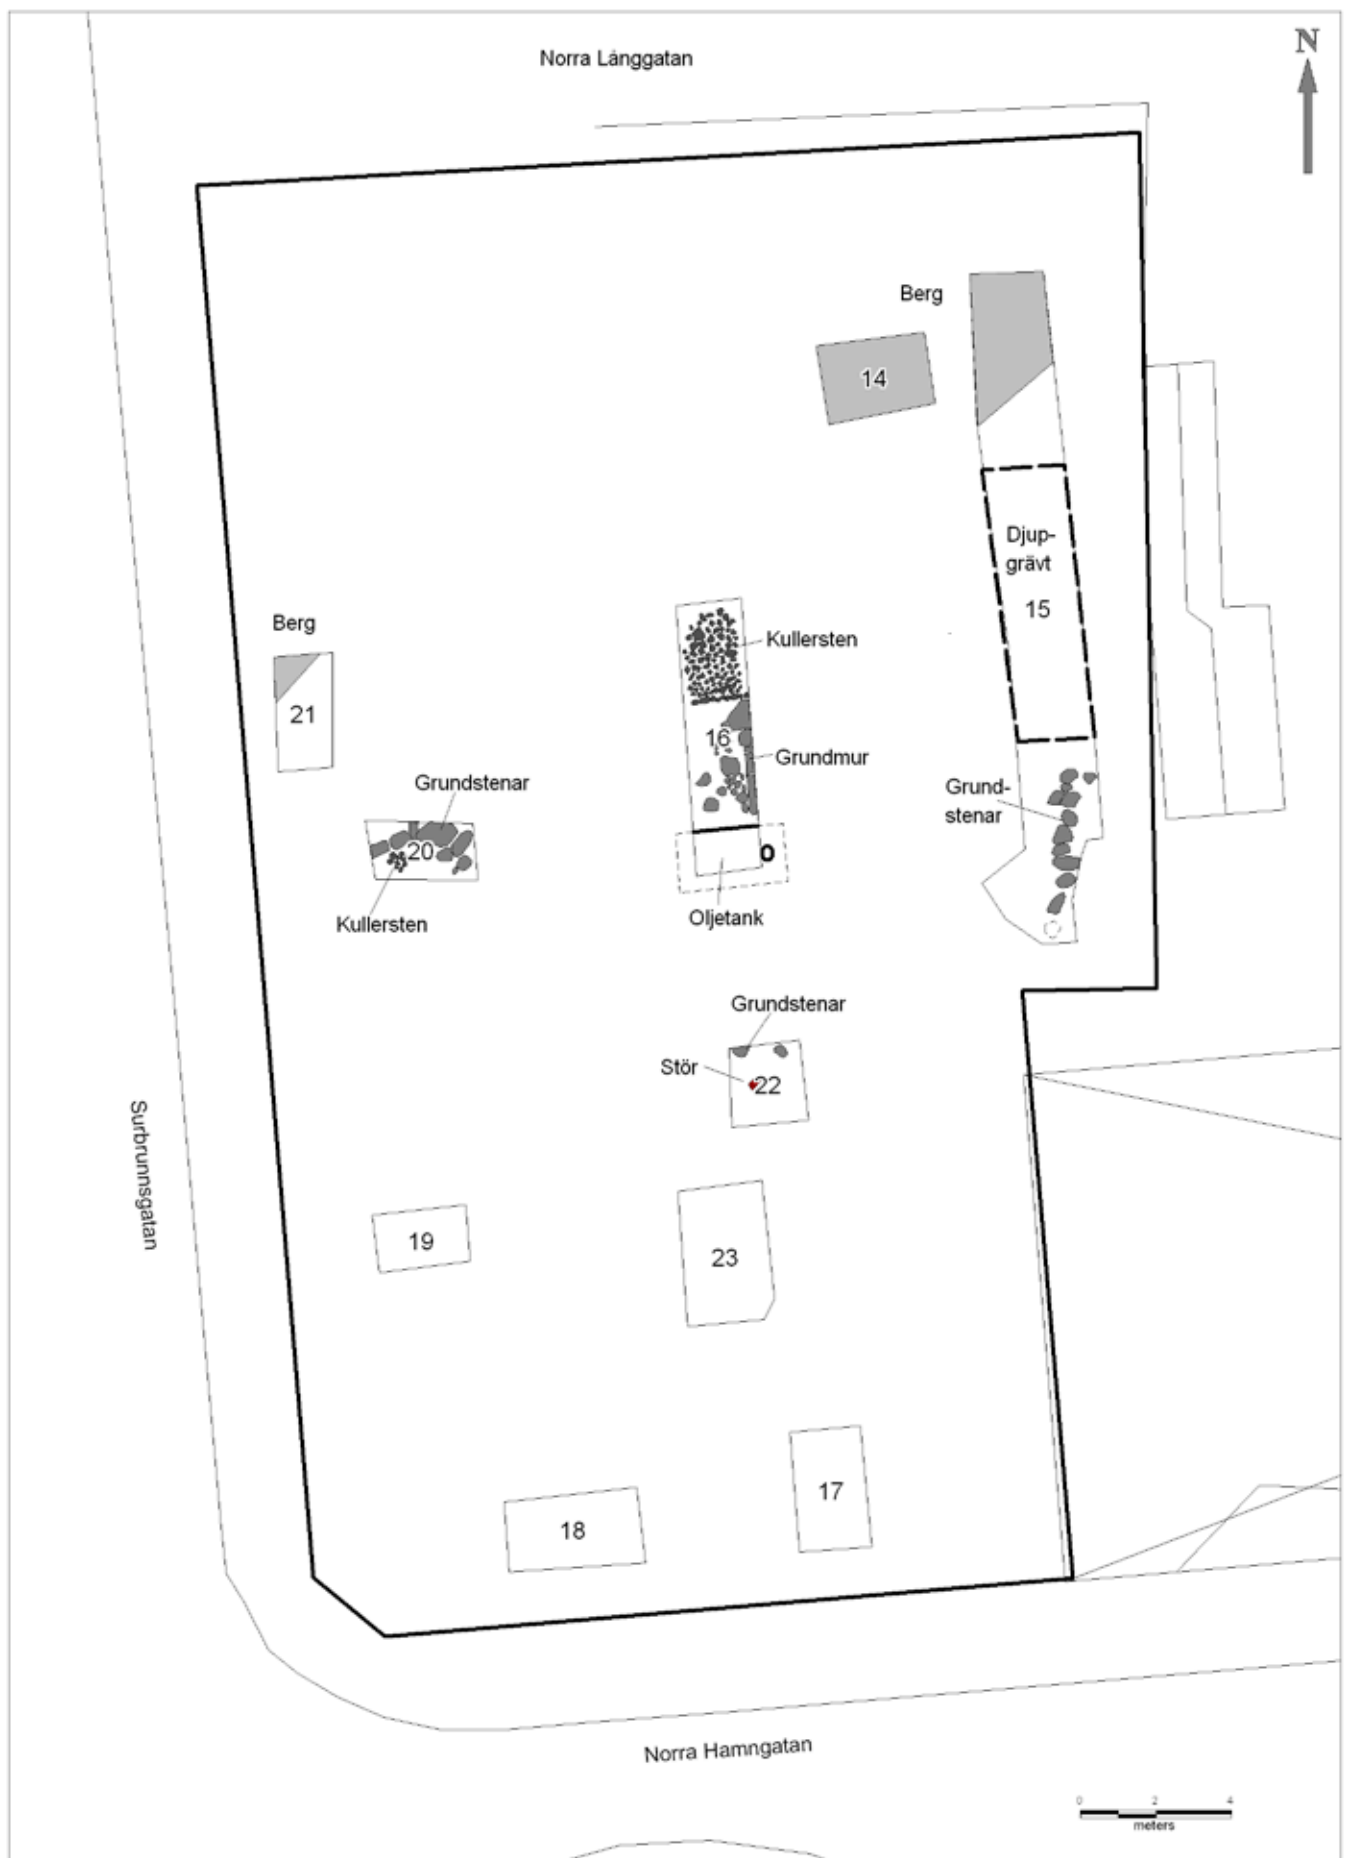 Norra Långgatan
N
Berg
14
Djup-
grävt
15
Berg
21
Kullersten
16
Grundmur
Grundstenar
20
Kullersten
Grund-
stenar
O
Oljetank
Grundstenar
Stör
22
Surbrunnsgatan
19
23
17
18
Norra Hamngatan
0 2 4
meters